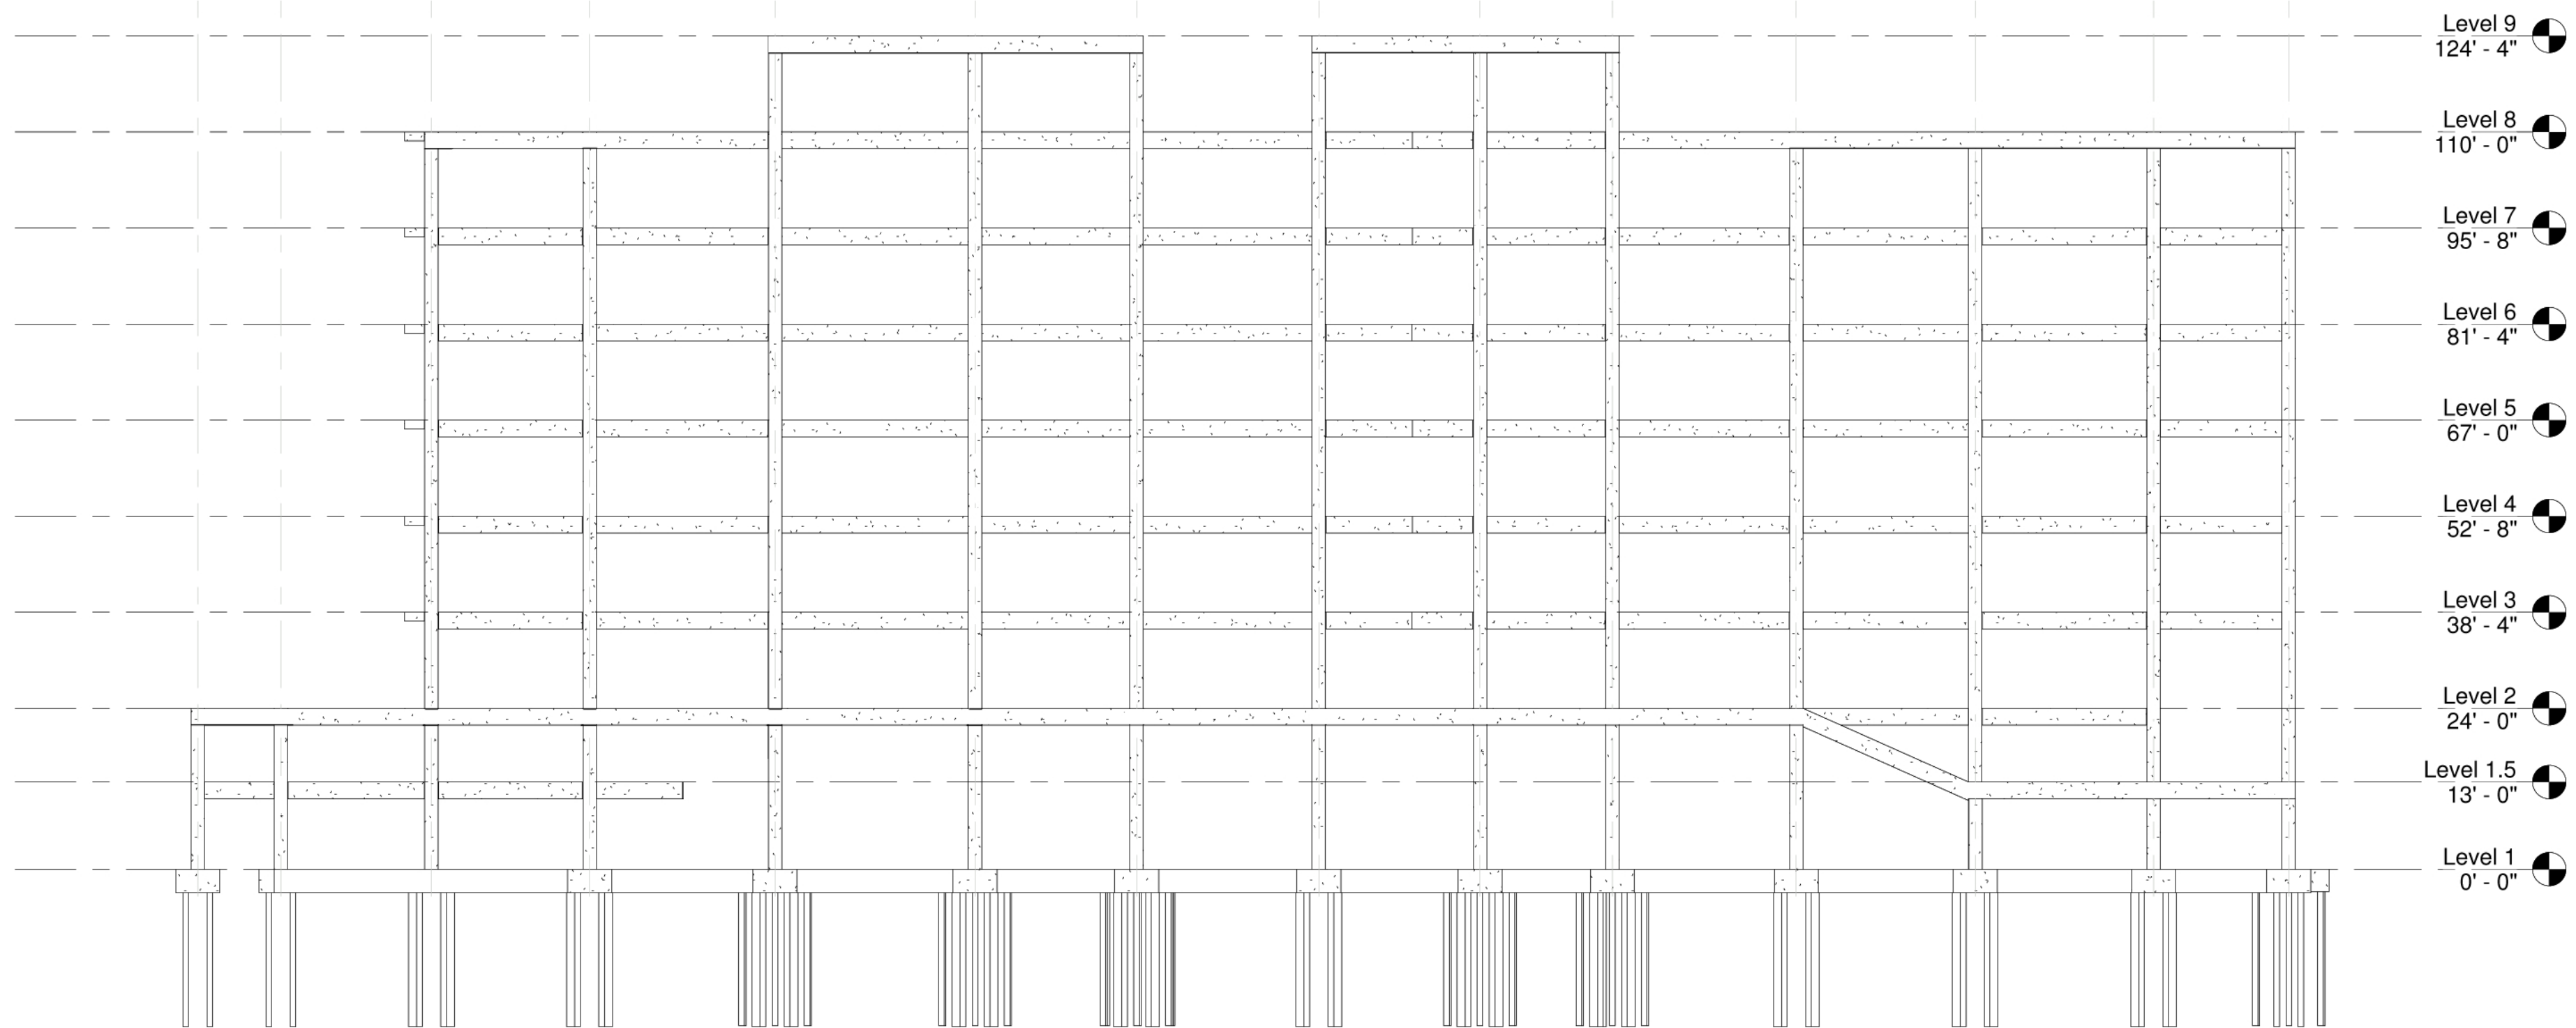 Level 9
124' - 4"
Level 8
110' - 0"
Level 7
95' - 8"
Level 6
81' - 4"
Level 5
67' - 0"
Level 4
52' - 8"
Level 3
38' - 4"
Level 2
24' - 0"
Level 1.5
13' - 0"
Level 1
0' - 0"